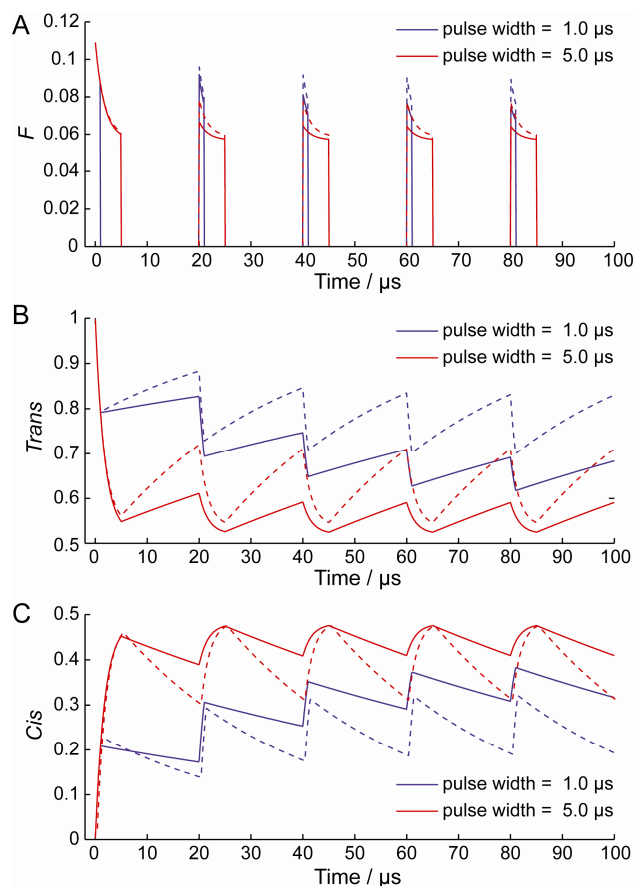 A
0.12
0.1
0.08
0.06
0.04
0.02
0
F
pulse width = 1.0 µs
pulse width = 5.0 µs
0 10 20 30 40 50 60 70 80 90 100
Time / µs
B
1
0.9
0.8
0.7
0.6
0.5
Trans
pulse width = 1.0 µs
pulse width = 5.0 µs
0 10 20 30 40 50 60 70 80 90 100
Time / µs
C
0.5
0.4
0.3
0.2
0.1
0
Cis
pulse width = 1.0 µs
pulse width = 5.0 µs
0 10 20 30 40 50 60 70 80 90 100
Time / µs